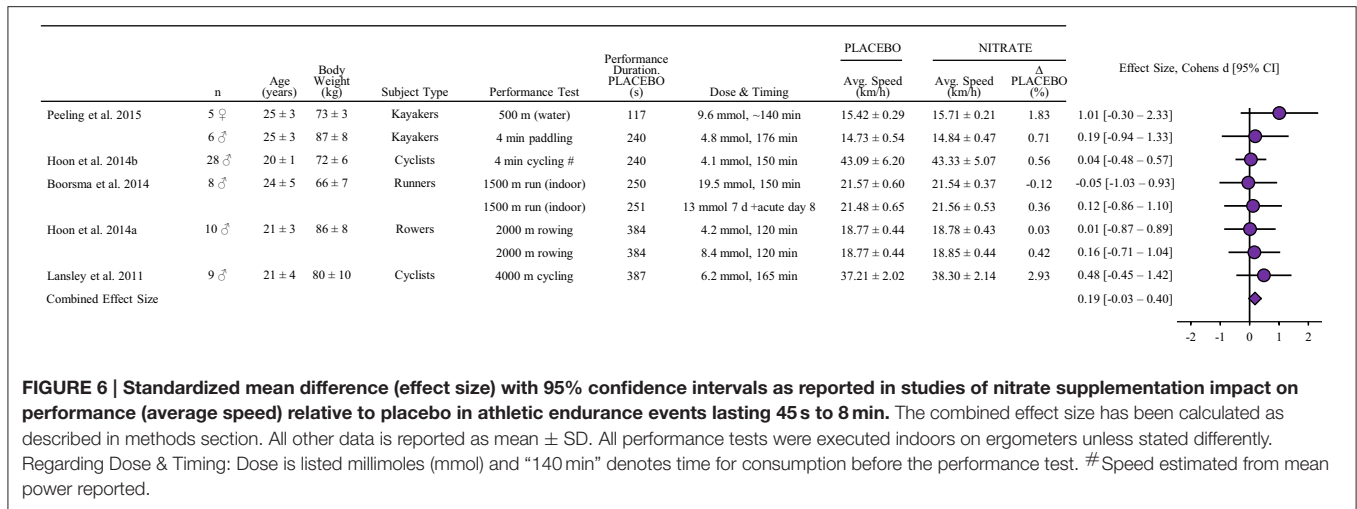 PLACEBO NITRATE
n Age (years) Body Weight (kg) Subject Type Performance Test Performance Duration. PLACEBO (s) Dose & Timing Avg. Speed (km/h) Avg. Speed (km/h) Δ PLACEBO (%) Effect Size, Cohens d [95% CI]
Peeling et al. 2015 5 ♀ 25 ± 3 73 ± 3 Kayakers 500 m (water) 117 9.6 mmol, ~140 min 15.42 ± 0.29 15.71 ± 0.21 1.83 1.01 [-0.30 – 2.33]
6 ♂ 25 ± 3 87 ± 8 Kayakers 4 min paddling 240 4.8 mmol, 176 min 14.73 ± 0.54 14.84 ± 0.47 0.71 0.19 [-0.94 – 1.33]
Hoon et al. 2014b 28 ♂ 20 ± 1 72 ± 6 Cyclists 4 min cycling # 240 4.1 mmol, 150 min 43.09 ± 6.20 43.33 ± 5.07 0.56 0.04 [-0.48 – 0.57]
Boorsma et al. 2014 8 ♂ 24 ± 5 66 ± 7 Runners 1500 m run (indoor) 250 19.5 mmol, 150 min 21.57 ± 0.60 21.54 ± 0.37 -0.12 -0.05 [-1.03 – 0.93]
1500 m run (indoor) 251 13 mmol 7 d +acute day 8 21.48 ± 0.65 21.56 ± 0.53 0.36 0.12 [-0.86 – 1.10]
Hoon et al. 2014a 10 ♂ 21 ± 3 86 ± 8 Rowers 2000 m rowing 384 4.2 mmol, 120 min 18.77 ± 0.44 18.78 ± 0.43 0.03 0.01 [-0.87 – 0.89]
2000 m rowing 384 8.4 mmol, 120 min 18.77 ± 0.44 18.85 ± 0.44 0.42 0.16 [-0.71 – 1.04]
Lansley et al. 2011 9 ♂ 21 ± 4 80 ± 10 Cyclists 4000 m cycling 387 6.2 mmol, 165 min 37.21 ± 2.02 38.30 ± 2.14 2.93 0.48 [-0.45 – 1.42]
Combined Effect Size 0.19 [-0.03 – 0.40]
-2 -1 0 1 2
FIGURE 6 | Standardized mean difference (effect size) with 95% confidence intervals as reported in studies of nitrate supplementation impact on
performance (average speed) relative to placebo in athletic endurance events lasting 45 s to 8 min. The combined effect size has been calculated as
described in methods section. All other data is reported as mean ± SD. All performance tests were executed indoors on ergometers unless stated differently.
Regarding Dose & Timing: Dose is listed millimoles (mmol) and “140 min” denotes time for consumption before the performance test. #Speed estimated from mean
power reported.